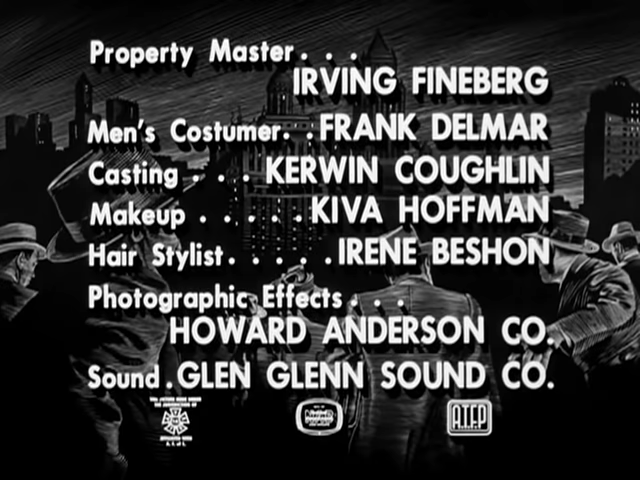 Property Master. . .
IRVING FINEBERG
Men's Costumer. . FRANK DELMAR
Casting . . . KERWIN COUGHLIN
Makeup . . . . . KIVA HOFFMAN
Hair Stylist. . . . . IRENE BESHON
Photographic Effects. . .
HOWARD ANDERSON CO.
Sound . GLEN GLENN SOUND CO.
A.T.F.P